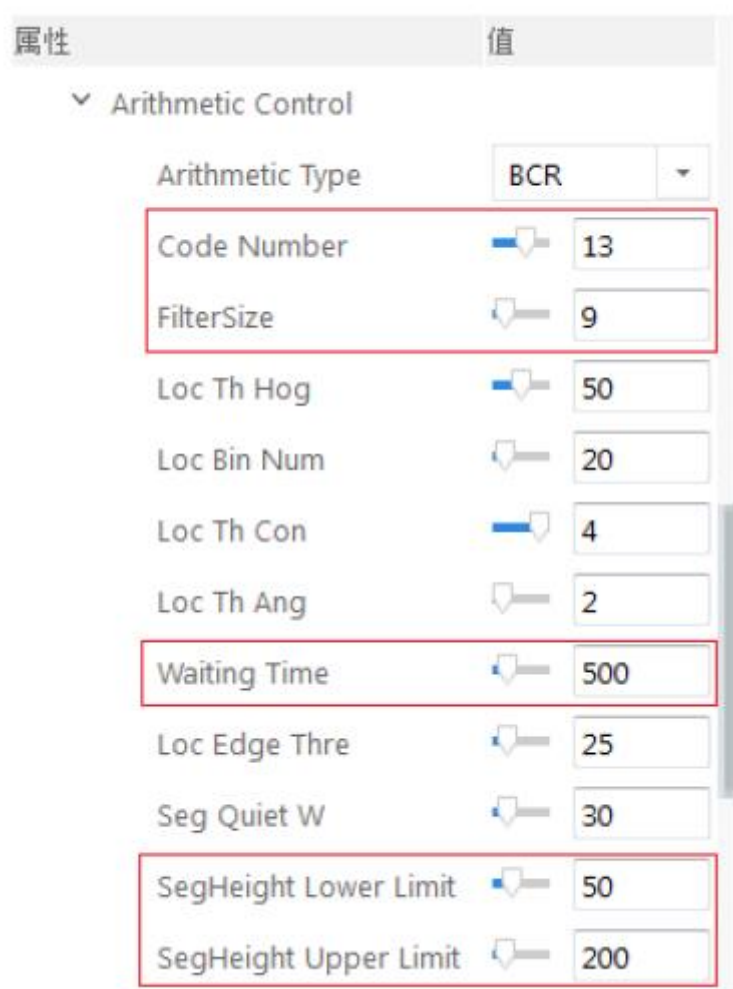 属性 值
Arithmetic Control
Arithmetic Type BCR
Code Number 13
FilterSize 9
Loc Th Hog 50
Loc Bin Num 20
Loc Th Con 4
Loc Th Ang 2
Waiting Time 500
Loc Edge Thre 25
Seg Quiet W 30
SegHeight Lower Limit 50
SegHeight Upper Limit 200